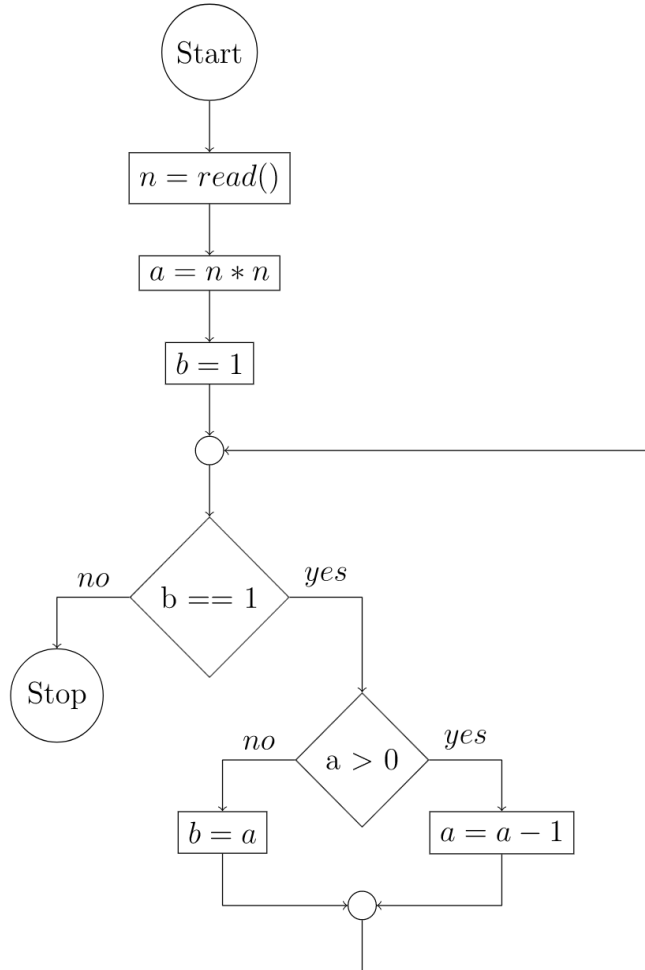 Start
n = read()
a = n * n
b = 1
no
b == 1
yes
Stop
no
a > 0
yes
b = a
a = a − 1